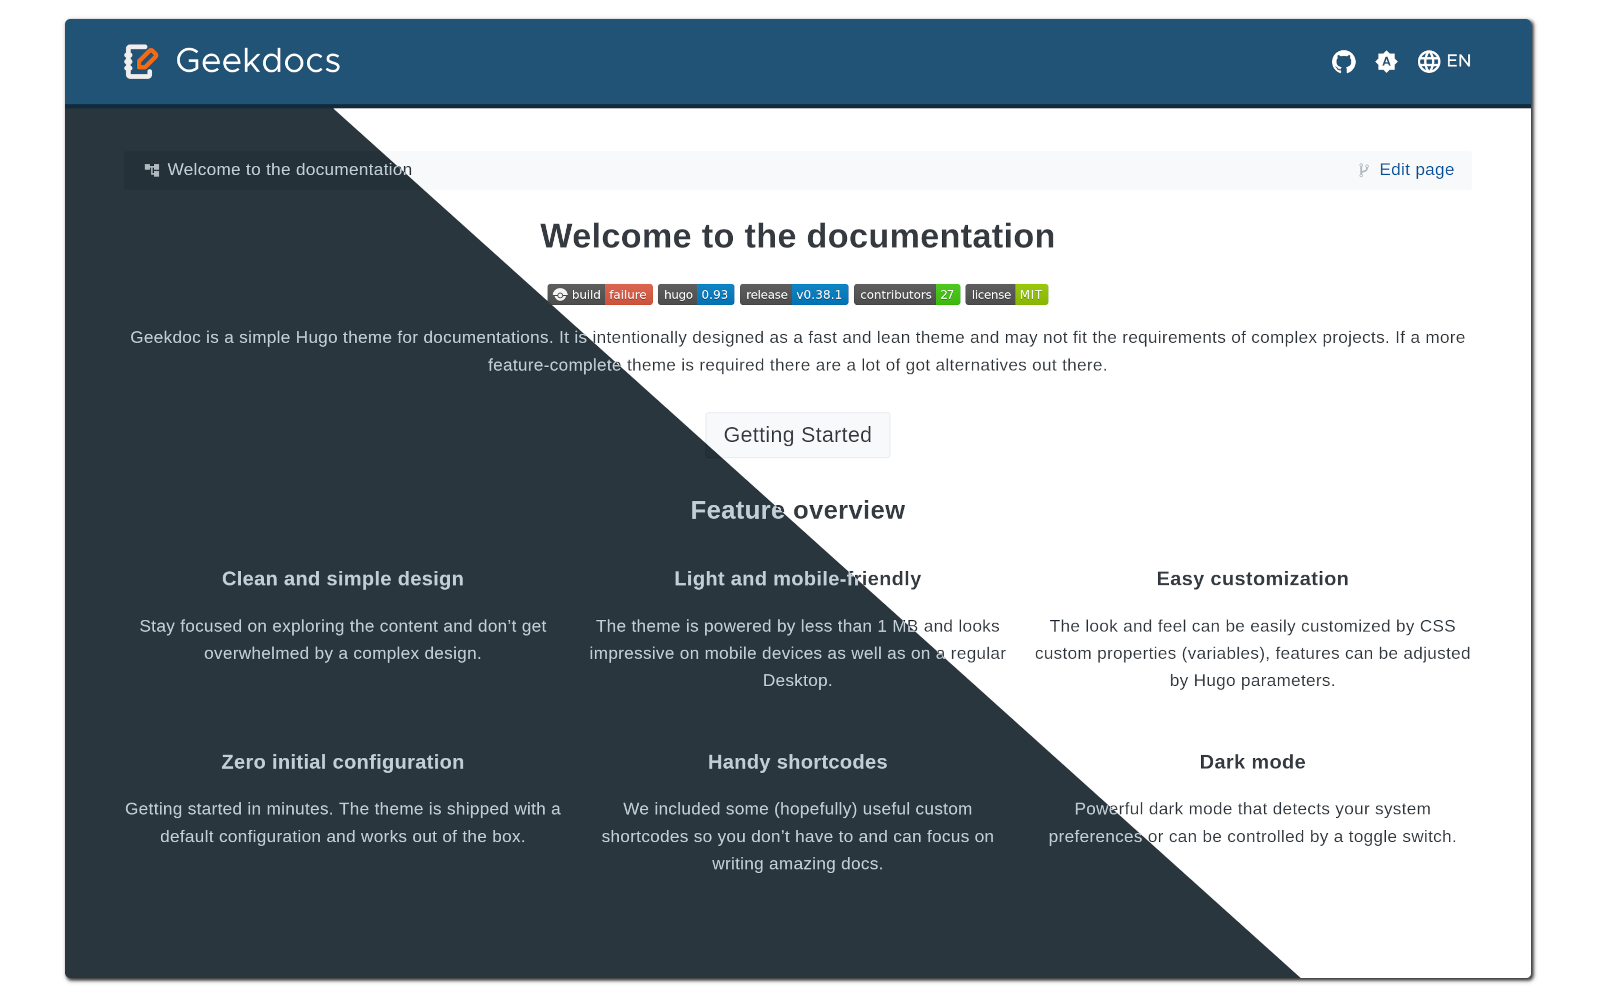 Geekdocs
A
EN
Welcome to the documentation
Edit page
Welcome to the documentation
build failure hugo 0.93 release v0.38.1 contributors 27 license MIT
Geekdoc is a simple Hugo theme for documentations. It is intentionally designed as a fast and lean theme and may not fit the requirements of complex projects. If a more
feature-complete theme is required there are a lot of got alternatives out there.
Getting Started
Feature overview
Clean and simple design
Stay focused on exploring the content and don’t get
overwhelmed by a complex design.
Light and mobile-friendly
The theme is powered by less than 1 MB and looks
impressive on mobile devices as well as on a regular
Desktop.
Easy customization
The look and feel can be easily customized by CSS
custom properties (variables), features can be adjusted
by Hugo parameters.
Zero initial configuration
Getting started in minutes. The theme is shipped with a
default configuration and works out of the box.
Handy shortcodes
We included some (hopefully) useful custom
shortcodes so you don’t have to and can focus on
writing amazing docs.
Dark mode
Powerful dark mode that detects your system
preferences or can be controlled by a toggle switch.